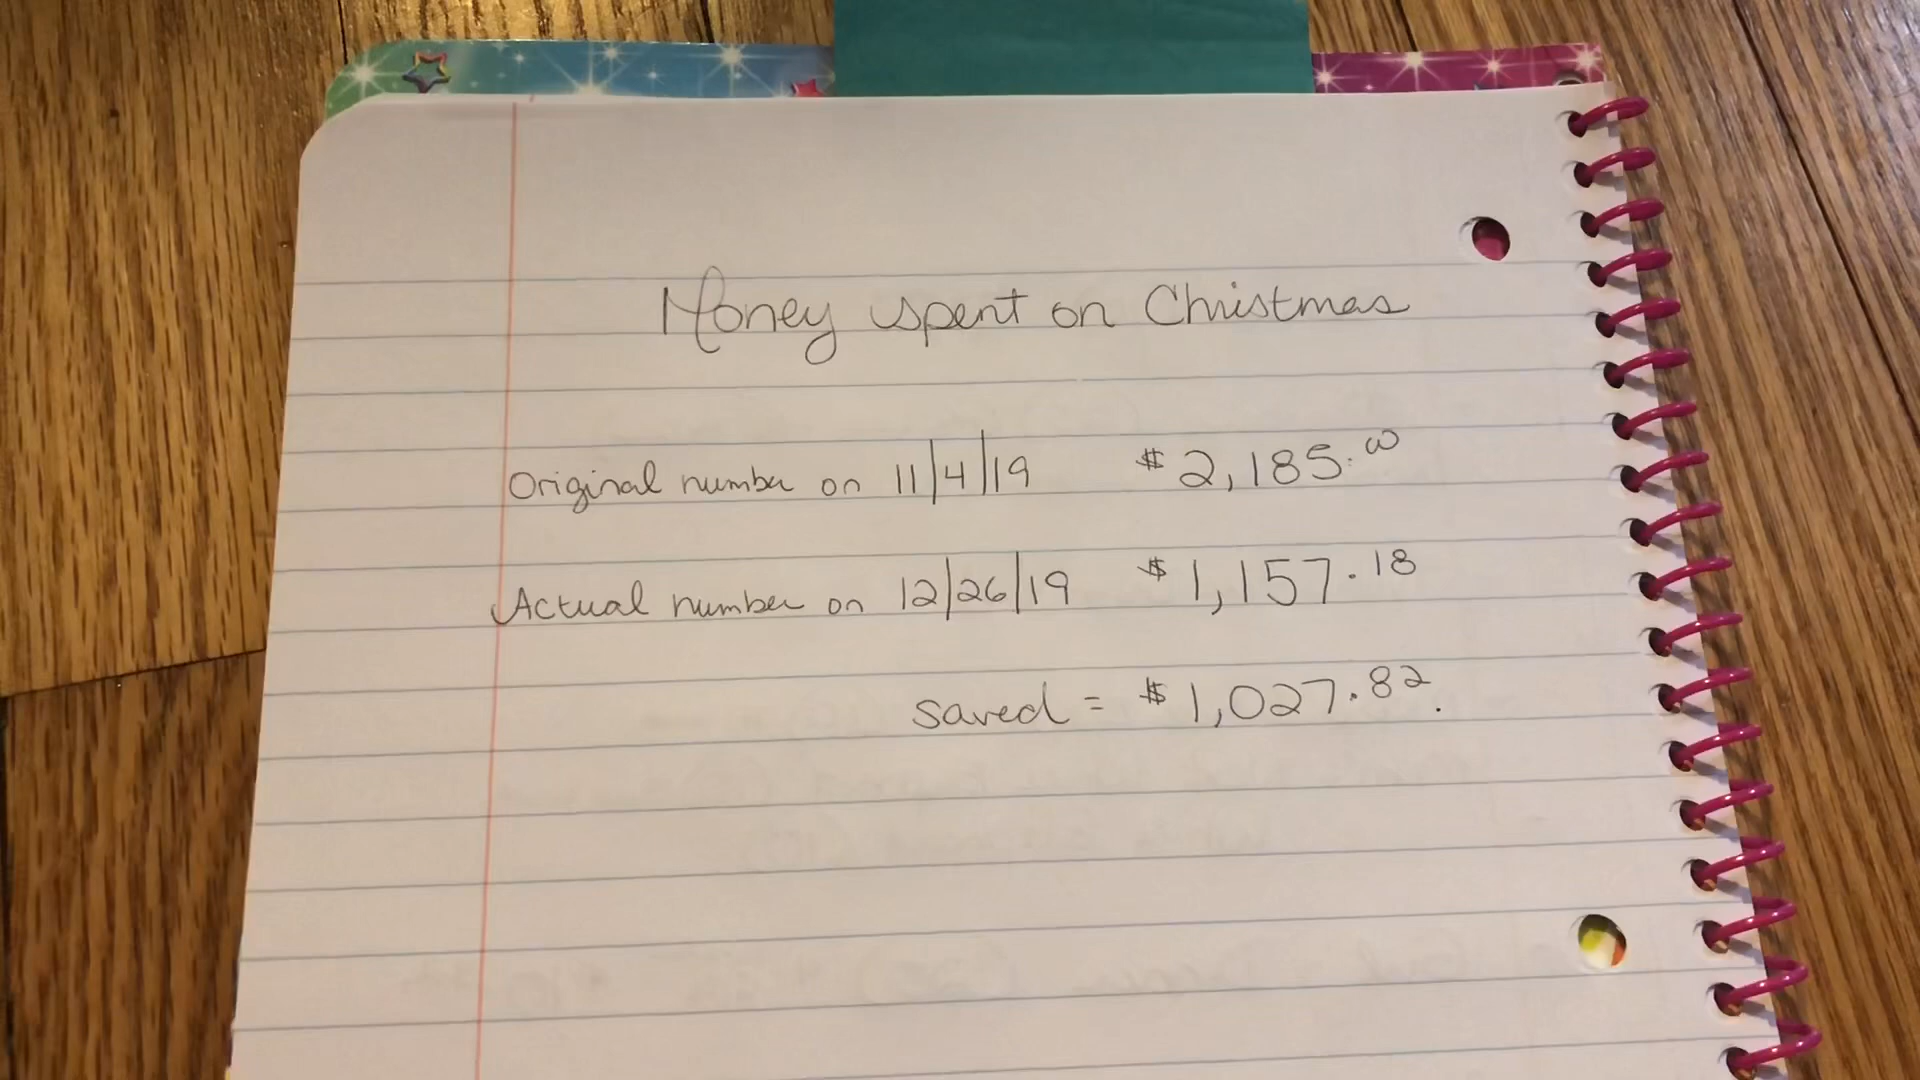 Money spent on Christmas
Original number on 11/4/19 $2,185.00
Actual number on 12/26/19 $1,157.18
saved = $1,027.82.